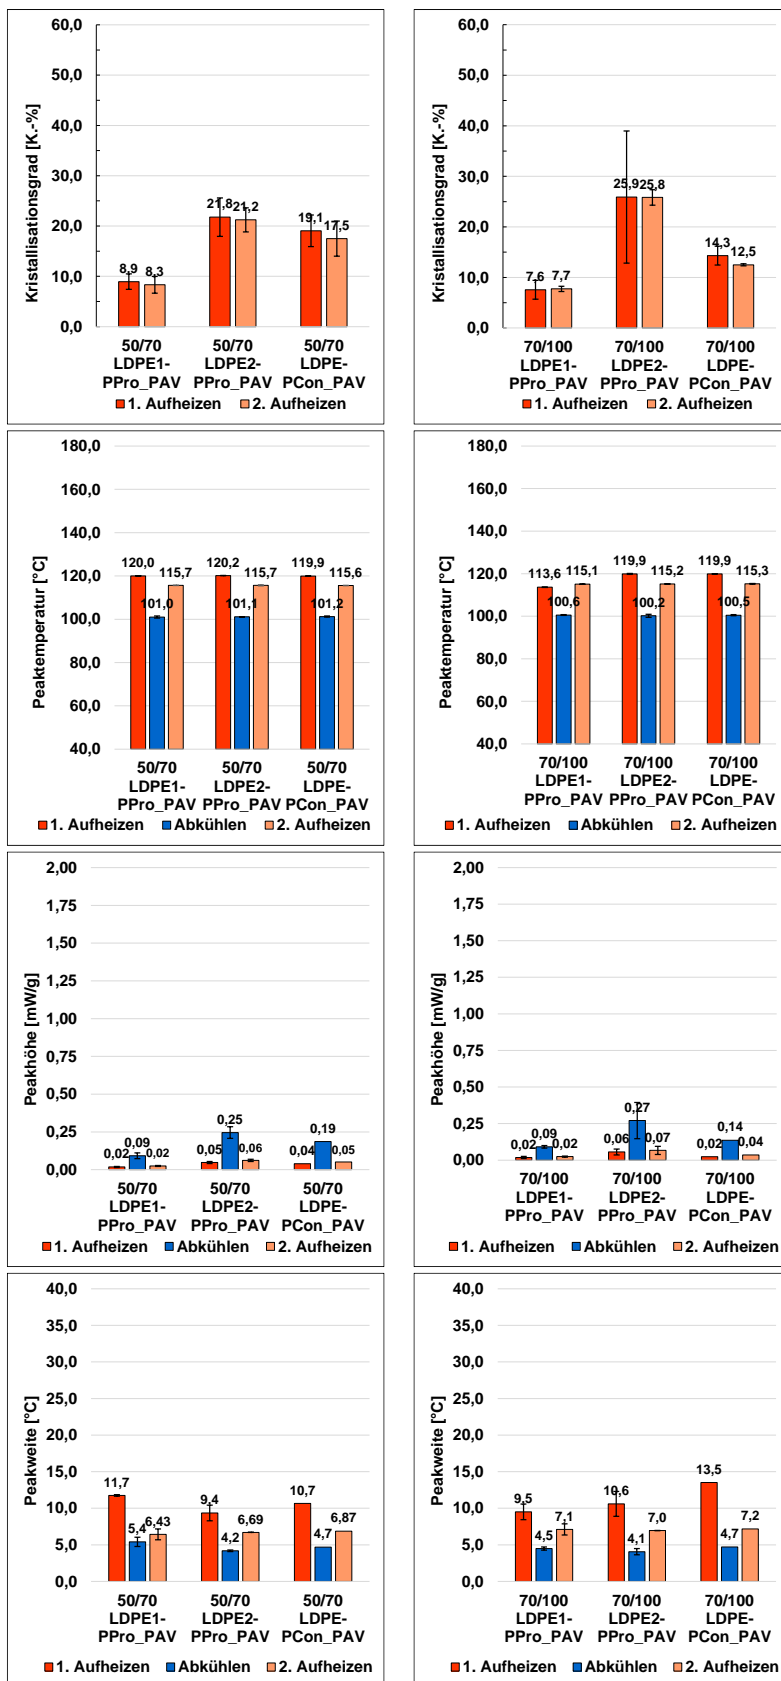 Kristallisationsgrad [K.-%]
60,0
50,0
40,0
30,0
20,0
10,0
0,0
8,9 8,3
21,8 21,2
19,1 17,5
50/70 50/70 50/70
LDPE1- LDPE2- LDPE-
PPro_PAV PPro_PAV PCon_PAV
1. Aufheizen 2. Aufheizen
Kristallisationsgrad [K.-%]
60,0
50,0
40,0
30,0
20,0
10,0
0,0
7,6 7,7
25,9 25,8
14,3 12,5
70/100 70/100 70/100
LDPE1- LDPE2- LDPE-
PPro_PAV PPro_PAV PCon_PAV
1. Aufheizen 2. Aufheizen
Peaktemperatur [°C]
180,0
160,0
140,0
120,0
100,0
80,0
60,0
40,0
120,0 101,0 115,7
120,2 101,1 115,7
119,9 101,2 115,6
50/70 50/70 50/70
LDPE1- LDPE2- LDPE-
PPro_PAV PPro_PAV PCon_PAV
1. Aufheizen Abkühlen 2. Aufheizen
Peaktemperatur [°C]
180,0
160,0
140,0
120,0
100,0
80,0
60,0
40,0
113,6 100,6 115,1
119,9 100,2 115,2
119,9 100,5 115,3
70/100 70/100 70/100
LDPE1- LDPE2- LDPE-
PPro_PAV PPro_PAV PCon_PAV
1. Aufheizen Abkühlen 2. Aufheizen
Peakhöhe [mW/g]
2,00
1,75
1,50
1,25
1,00
0,75
0,50
0,25
0,00
0,02 0,09 0,02
0,05 0,25 0,06
0,04 0,19 0,05
50/70 50/70 50/70
LDPE1- LDPE2- LDPE-
PPro_PAV PPro_PAV PCon_PAV
1. Aufheizen Abkühlen 2. Aufheizen
Peakhöhe [mW/g]
2,00
1,75
1,50
1,25
1,00
0,75
0,50
0,25
0,00
0,02 0,09 0,02
0,06 0,27 0,07
0,02 0,14 0,04
70/100 70/100 70/100
LDPE1- LDPE2- LDPE-
PPro_PAV PPro_PAV PCon_PAV
1. Aufheizen Abkühlen 2. Aufheizen
Peakweite [°C]
40,0
35,0
30,0
25,0
20,0
15,0
10,0
5,0
0,0
11,7 5,4 6,43
9,4 4,2 6,69
10,7 4,7 6,87
50/70 50/70 50/70
LDPE1- LDPE2- LDPE-
PPro_PAV PPro_PAV PCon_PAV
1. Aufheizen Abkühlen 2. Aufheizen
Peakweite [°C]
40,0
35,0
30,0
25,0
20,0
15,0
10,0
5,0
0,0
9,5 4,5 7,1
10,6 4,1 7,0
13,5 4,7 7,2
70/100 70/100 70/100
LDPE1- LDPE2- LDPE-
PPro_PAV PPro_PAV PCon_PAV
1. Aufheizen Abkühlen 2. Aufheizen